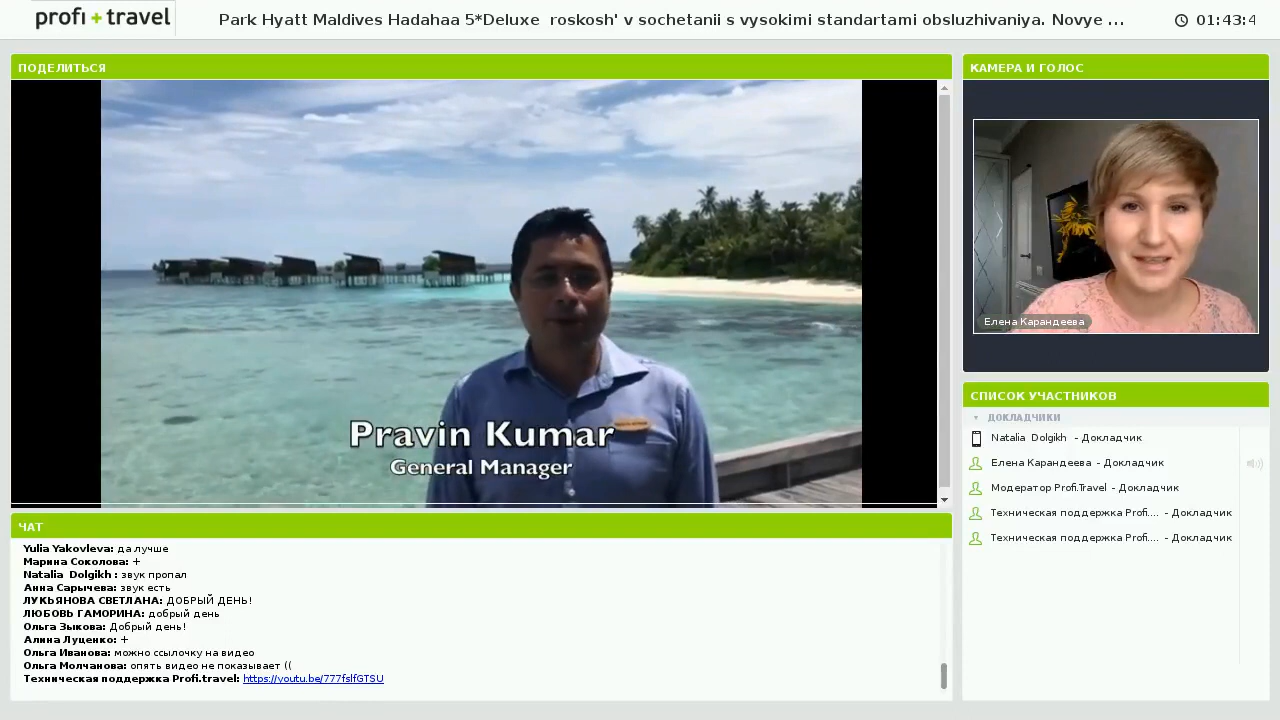 profi + travel
Park Hyatt Maldives Hadahaa 5*Deluxe roskosh' v sochetanii s vysokimi standartami obsluzhivaniya. Novye ...
01:43:4
ПОДЕЛИТЬСЯ
Pravin Kumar
General Manager
КАМЕРА И ГОЛОС
Елена Карандеева
СПИСОК УЧАСТНИКОВ
ДОКЛАДЧИКИ
Natalia Dolgikh - Докладчик
Елена Карандеева - Докладчик
Модератор Profi.Travel - Докладчик
Техническая поддержка Profi.... - Докладчик
Техническая поддержка Profi.... - Докладчик
ЧАТ
Yulia Yakovleva: да лучше
Марина Соколова: +
Natalia Dolgikh : звук пропал
Анна Сарычева: звук есть
ЛУКЬЯНОВА СВЕТЛАНА: ДОБРЫЙ ДЕНЬ!
ЛЮБОВЬ ГАМОРИНА: добрый день
Ольга Зыкова: Добрый день!
Алина Луценко: +
Ольга Иванова: можно ссылочку на видео
Ольга Молчанова: опять видео не показывает ((
Техническая поддержка Profi.travel: https://youtu.be/777fslfGTSU